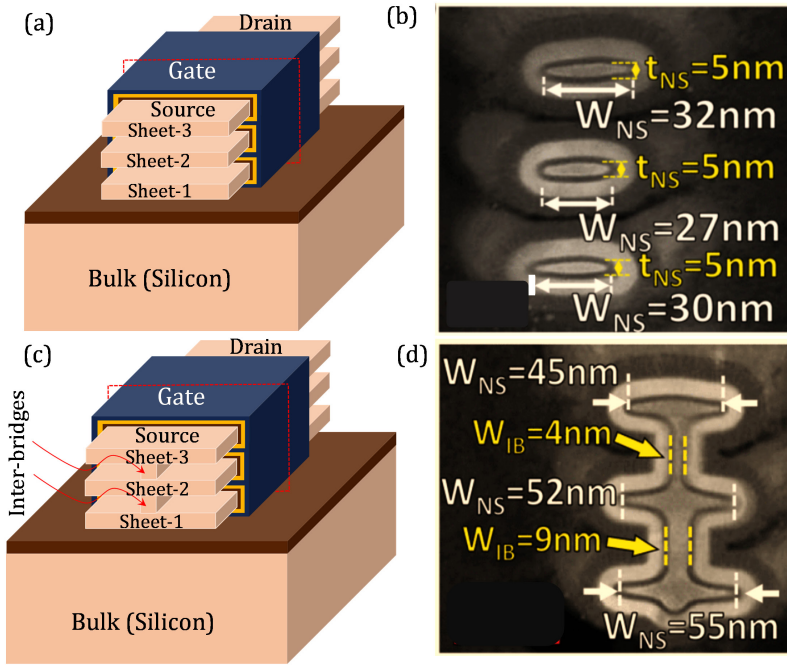 (a)
Drain
Gate
Source
Sheet-3
Sheet-2
Sheet-1
Bulk (Silicon)
(b)
tNS=5nm
WNS=32nm
tNS=5nm
WNS=27nm
tNS=5nm
WNS=30nm
(c)
Drain
Gate
Inter-bridges
Source
Sheet-3
Sheet-2
Sheet-1
Bulk (Silicon)
(d)
WNS=45nm
WIB=4nm
WNS=52nm
WIB=9nm
WNS=55nm